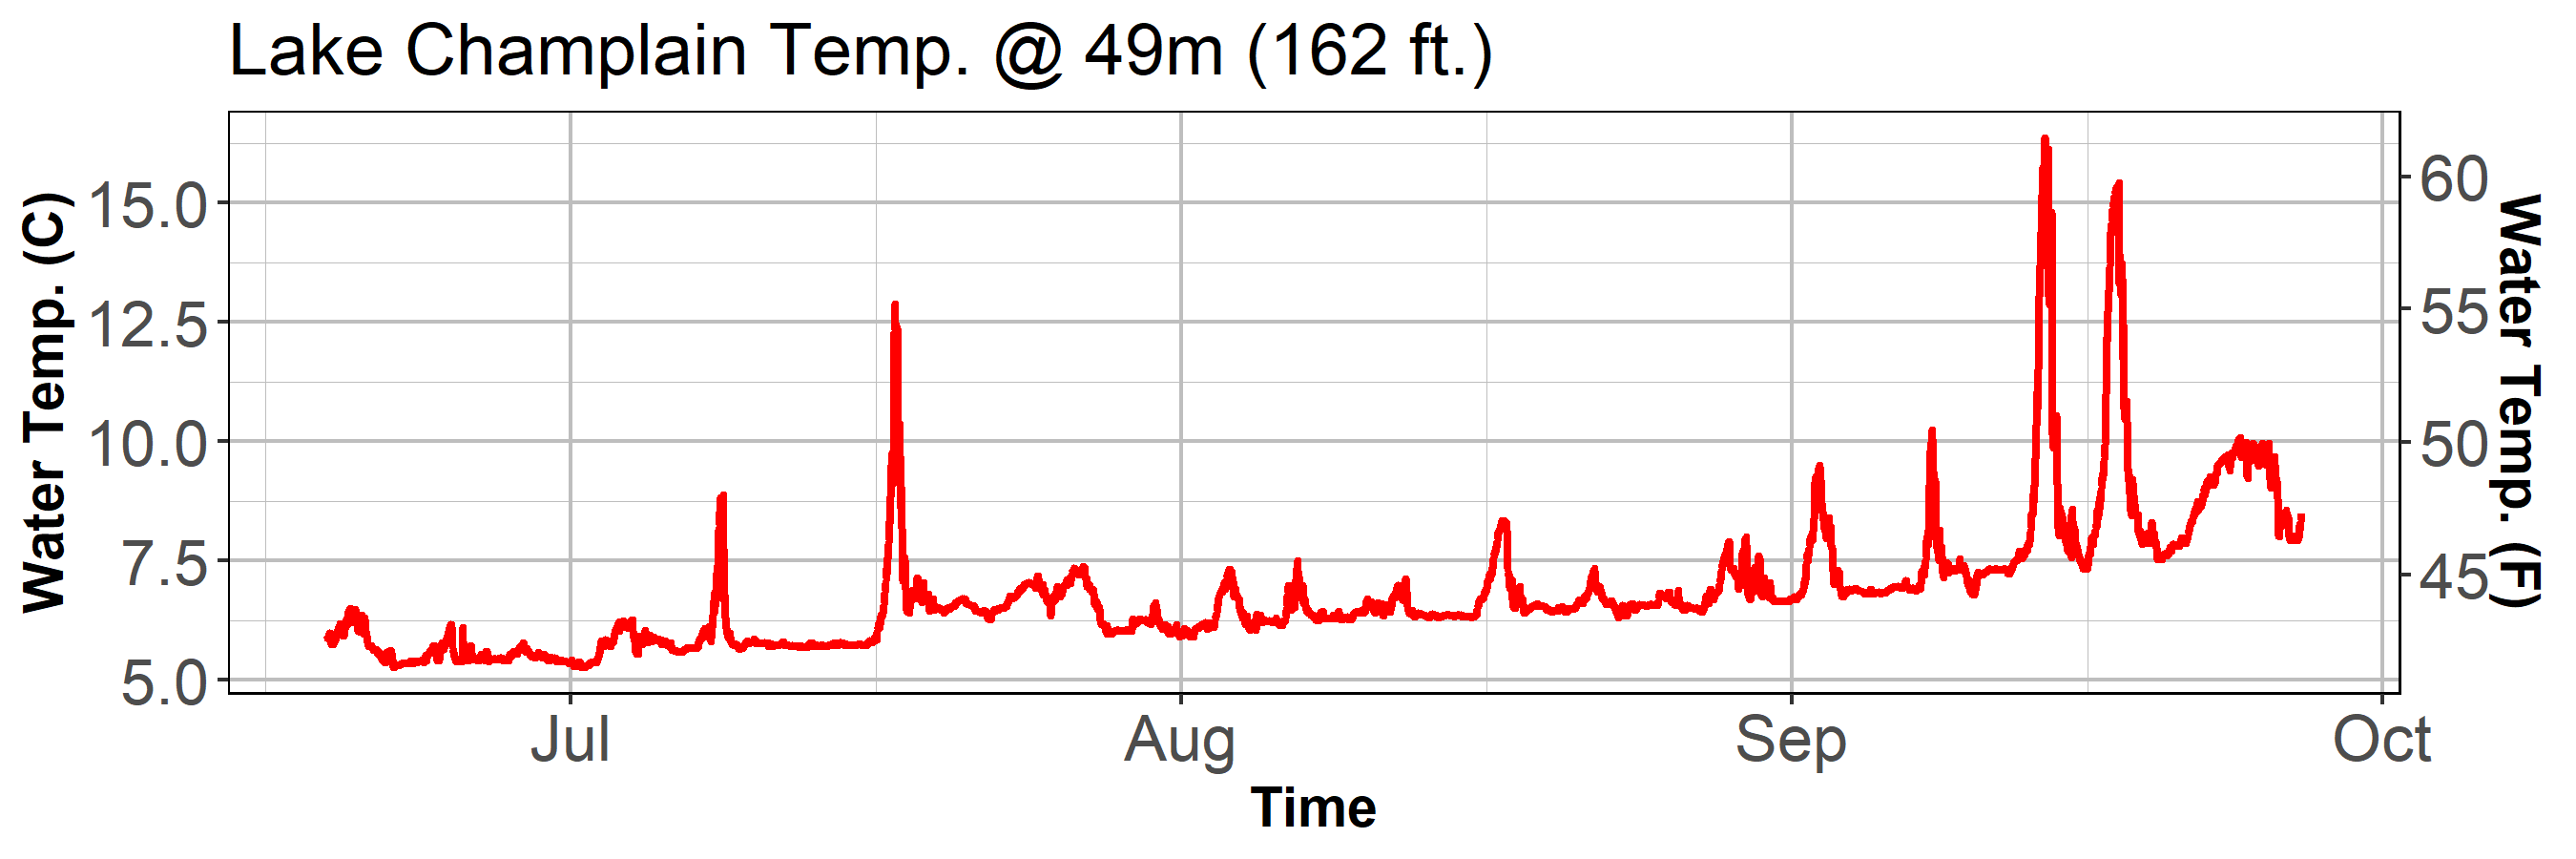 Lake Champlain Temp. @ 49m (162 ft.)
Water Temp. (C)
15.0
12.5
10.0
7.5
5.0
60
55
50
45
Water Temp. (F)
Jul Aug Sep Oct
Time